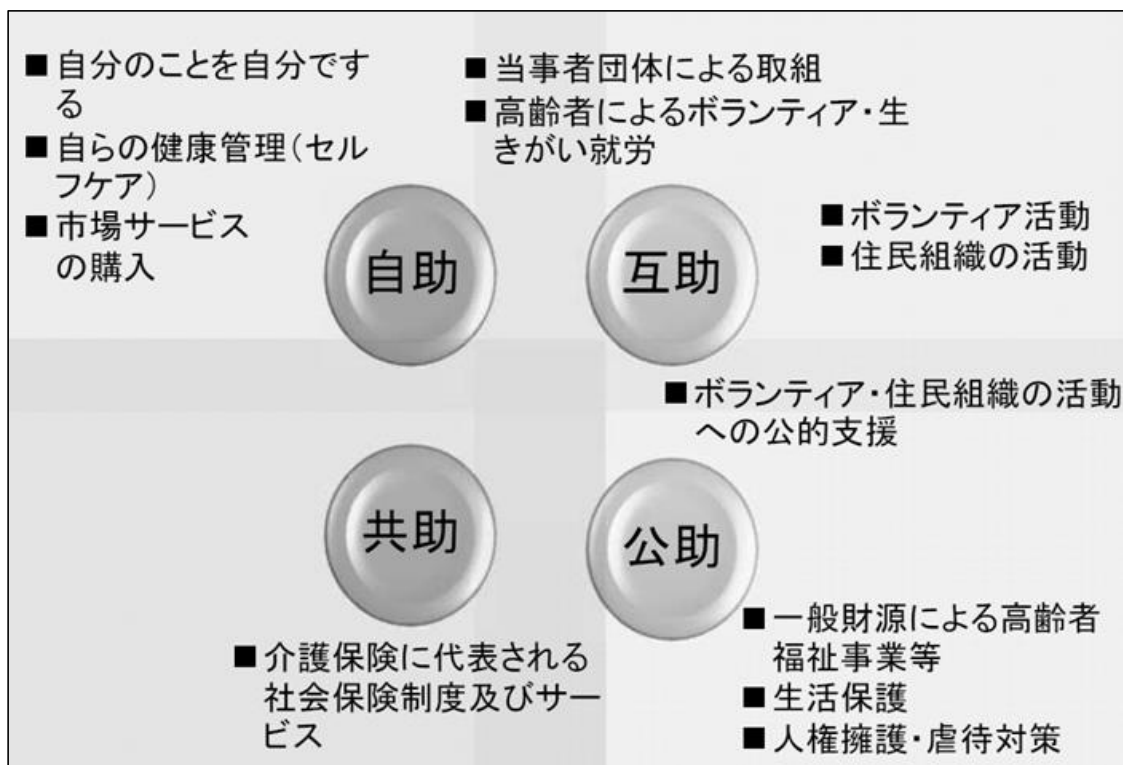 ■ 自分のことを自分です
る
■ 自らの健康管理（セル
フケア）
■ 市場サービス
の購入
■ 当事者団体による取組
■ 高齢者によるボランティア・生
きがい就労
■ ボランティア活動
■ 住民組織の活動
自助
互助
■ ボランティア・住民組織の活動
への公的支援
共助
公助
■ 介護保険に代表される
社会保険制度及びサー
ビス
■ 一般財源による高齢者
福祉事業等
■ 生活保護
■ 人権擁護・虐待対策